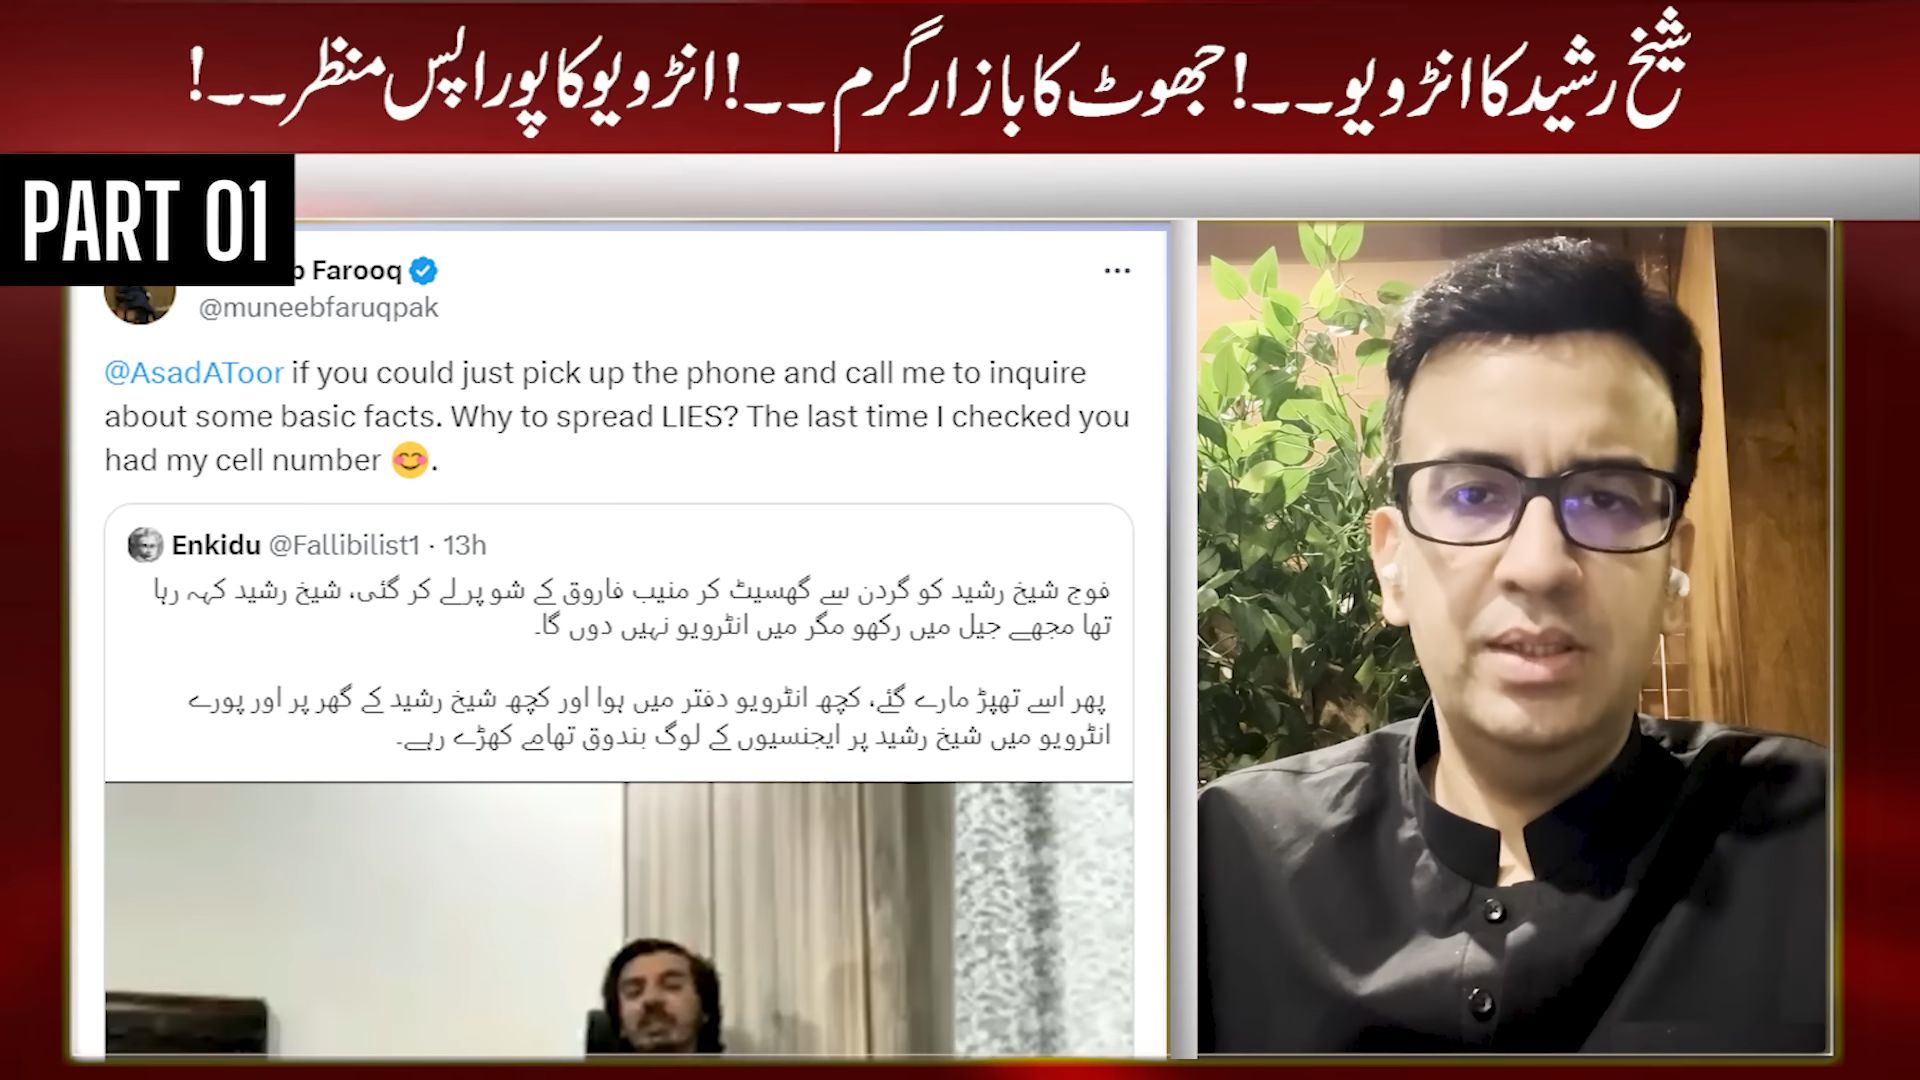 شیخ رشید کا انٹرویو۔۔! جھوٹ کا بازار گرم۔۔! انٹرویو کا پورا پس منظر۔۔!
PART 01
b Farooq
@muneebfaruqpak
@AsadAToor if you could just pick up the phone and call me to inquire
about some basic facts. Why to spread LIES? The last time I checked you
had my cell number 😊.
Enkidu @Fallibilist1 · 13h
فوج شیخ رشید کو گردن سے گھسیٹ کر منیب فاروق کے شو پر لے کر گئی، شیخ رشید کہہ رہا
تھا مجھے جیل میں رکھو مگر میں انٹرویو نہیں دوں گا۔
پھر اسے تھپڑ مارے گئے، کچھ انٹرویو دفتر میں ہوا اور کچھ شیخ رشید کے گھر پر اور پورے
انٹرویو میں شیخ رشید پر ایجنسیوں کے لوگ بندوق تھامے کھڑے رہے۔